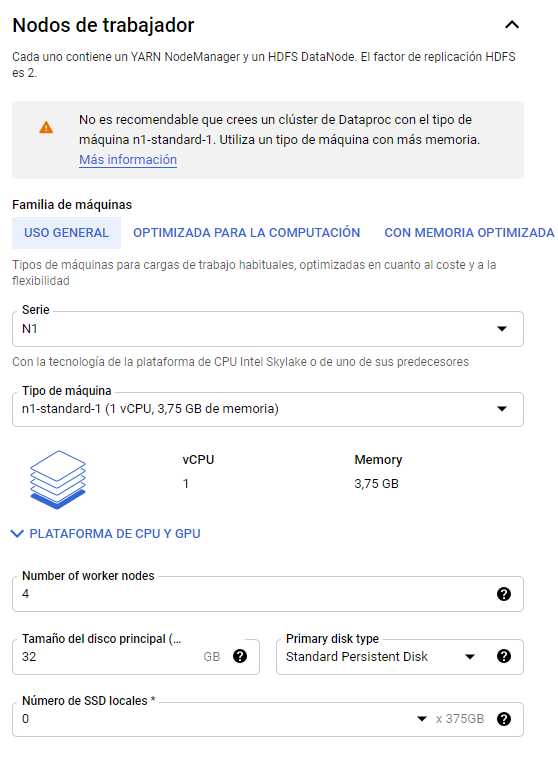 Nodos de trabajador
Cada uno contiene un YARN NodeManager y un HDFS DataNode. El factor de replicación HDFS
es 2.
No es recomendable que crees un clúster de Dataproc con el tipo de
máquina n1-standard-1. Utiliza un tipo de máquina con más memoria.
Más información
Familia de máquinas
USO GENERAL OPTIMIZADA PARA LA COMPUTACIÓN CON MEMORIA OPTIMIZADA
Tipos de máquinas para cargas de trabajo habituales, optimizadas en cuanto al coste y a la
flexibilidad
Serie
N1
Con la tecnología de la plataforma de CPU Intel Skylake o de uno de sus predecesores
Tipo de máquina
n1-standard-1 (1 vCPU, 3,75 GB de memoria)
vCPU Memory
1 3,75 GB
PLATAFORMA DE CPU Y GPU
Number of worker nodes
4
Tamaño del disco principal (... Primary disk type
32 GB Standard Persistent Disk
Número de SSD locales *
0 x 375GB